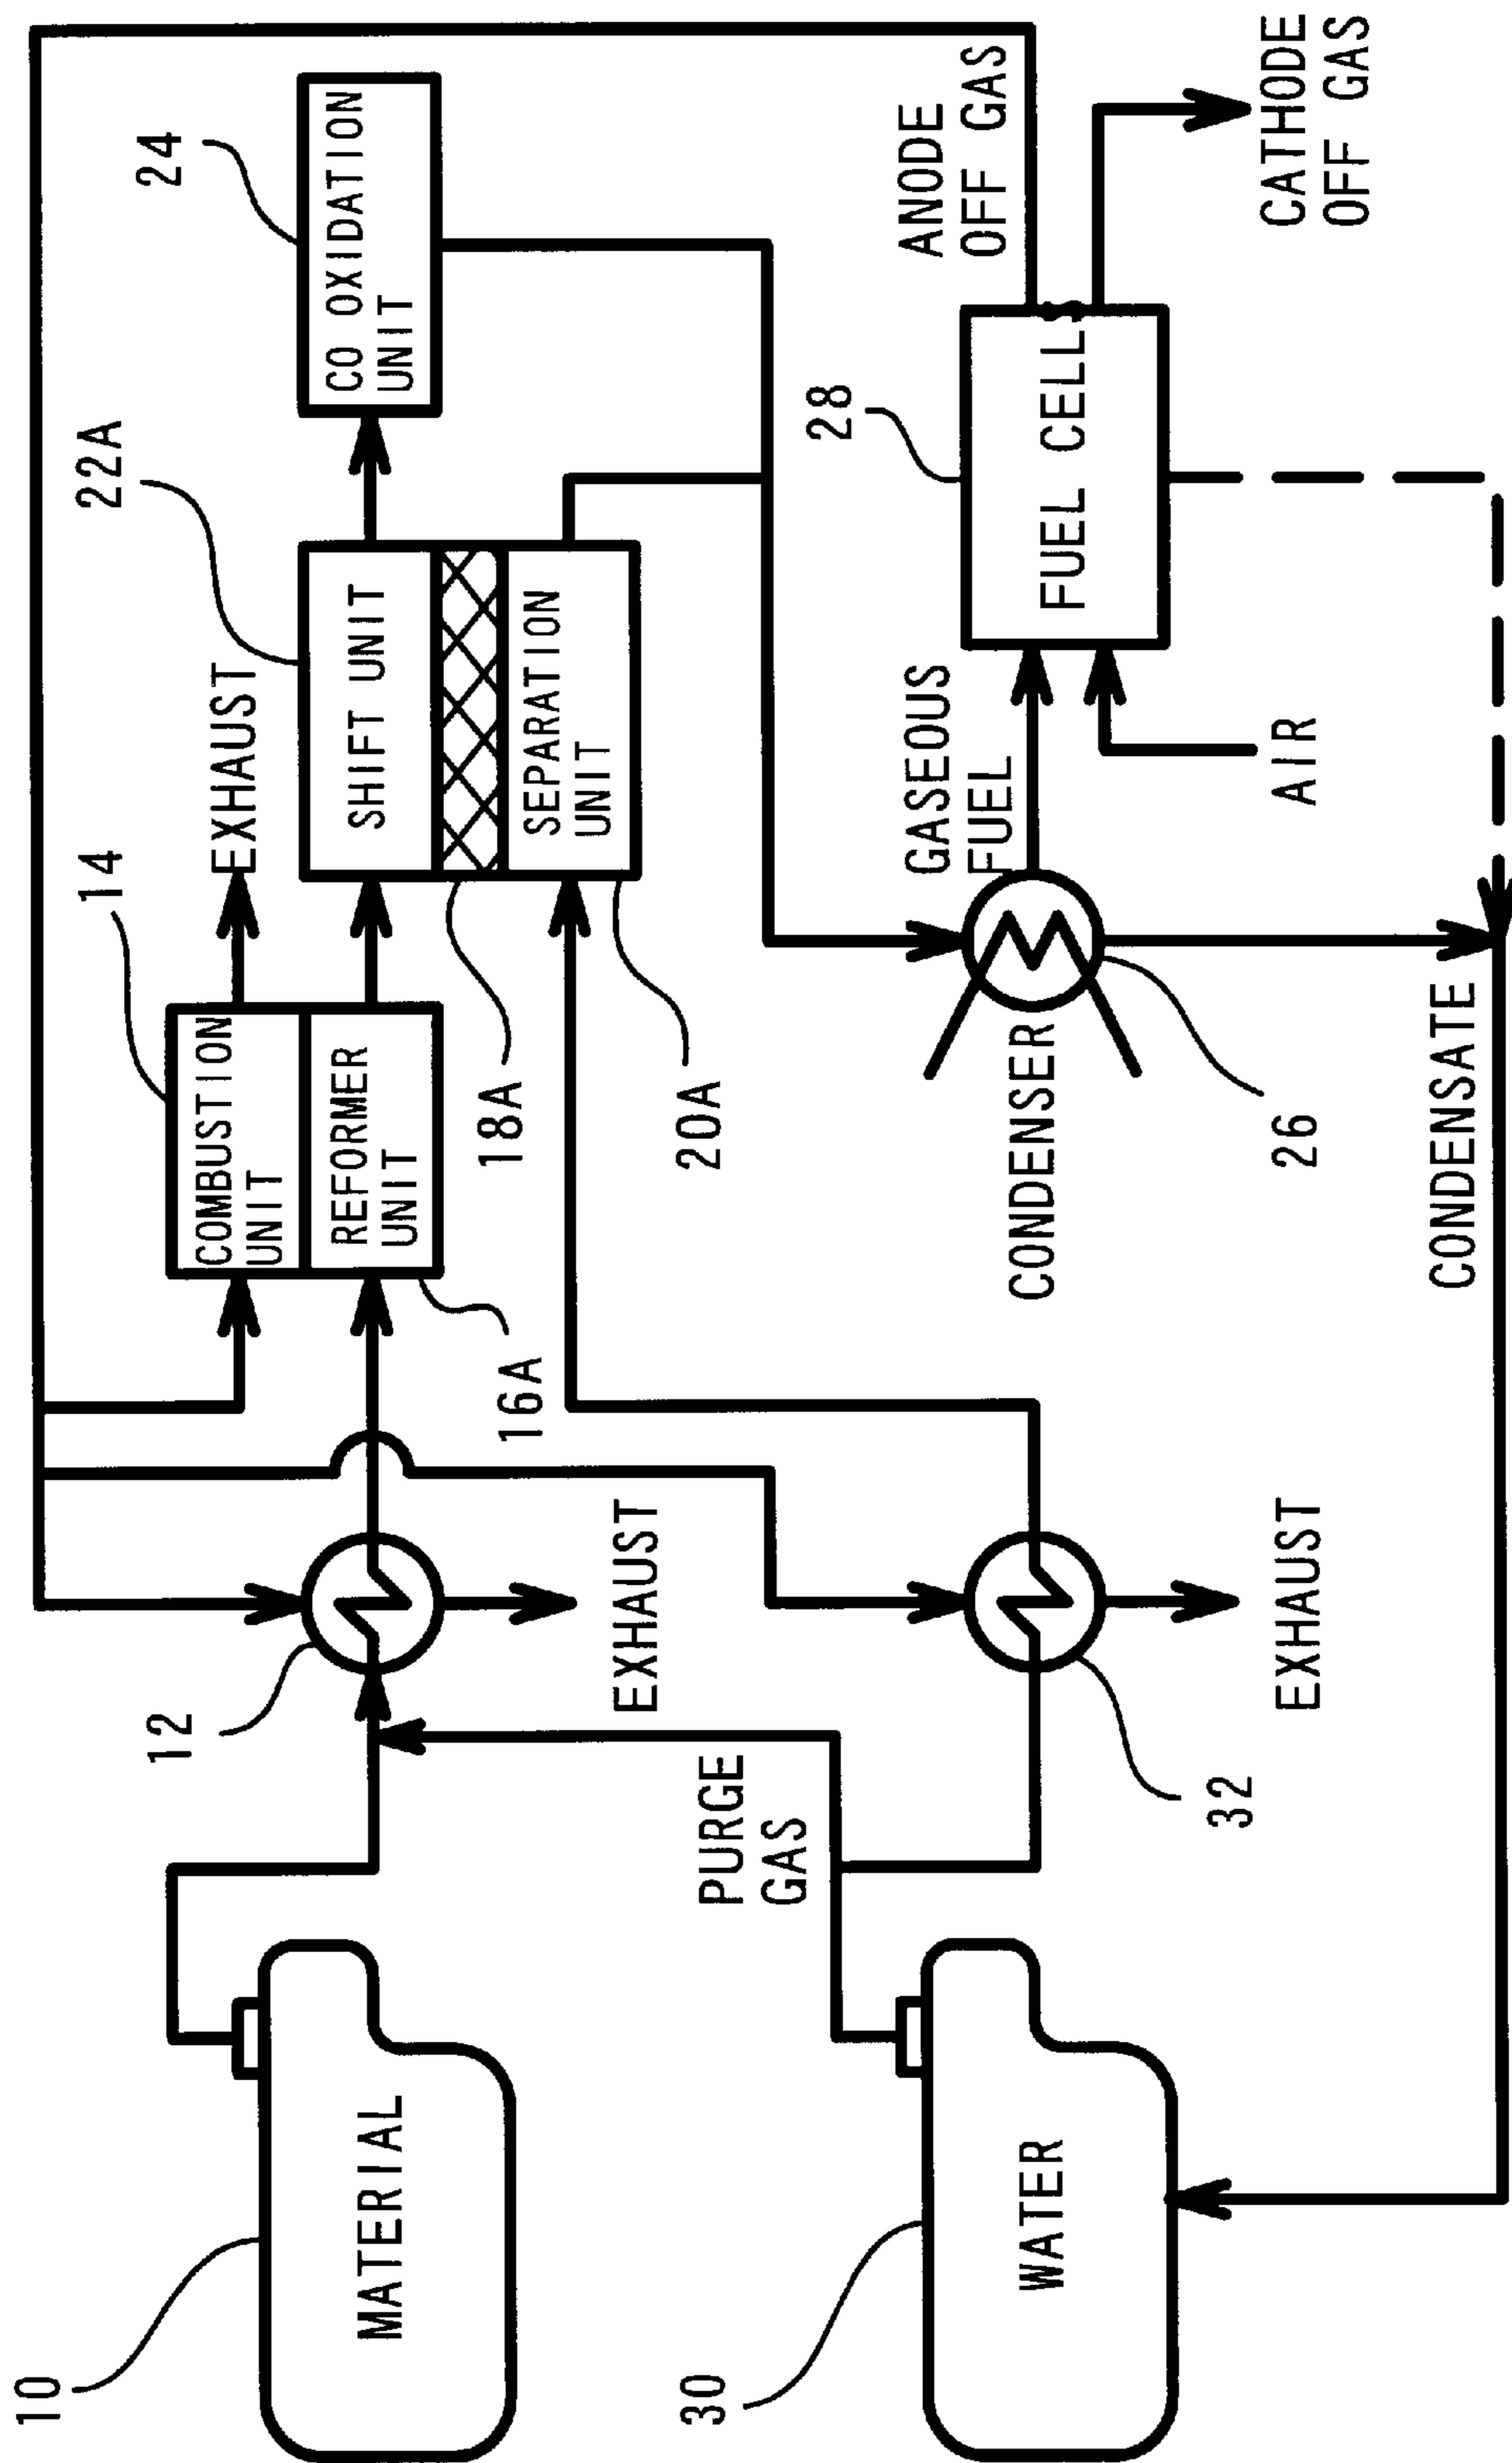 24
22A
14
EXHAUST
COMBUSTION
UNIT
REFORMER
UNIT
SHIFT UNIT
SEPARATION
UNIT
CO OXIDATION
UNIT
12
16A
18A
20A
EXHAUST
10
MATERIAL
PURGE
GAS
30
WATER
32
EXHAUST
CONDENSER
26
GASEOUS
FUEL
AIR
28
FUEL CELL
ANODE
OFF GAS
CATHODE
OFF GAS
CONDENSATE